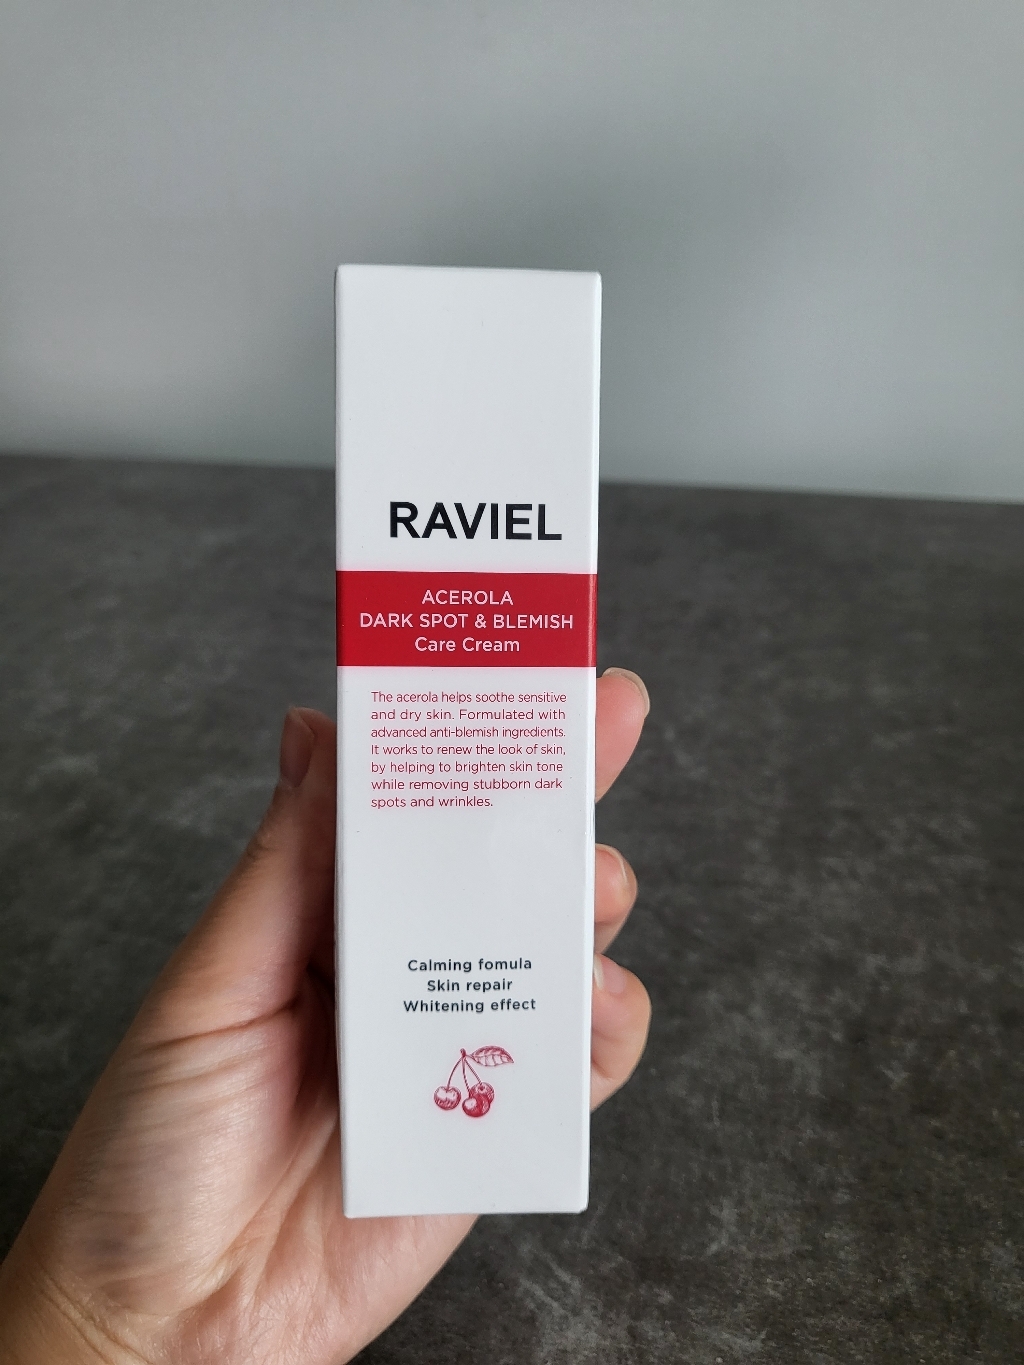 RAVIEL
ACEROLA
DARK SPOT & BLEMISH
Care Cream
The acerola helps soothe sensitive
and dry skin. Formulated with
advanced anti-blemish ingredients.
It works to renew the look of skin,
by helping to brighten skin tone
while removing stubborn dark
spots and wrinkles.
Calming fomula
Skin repair
Whitening effect